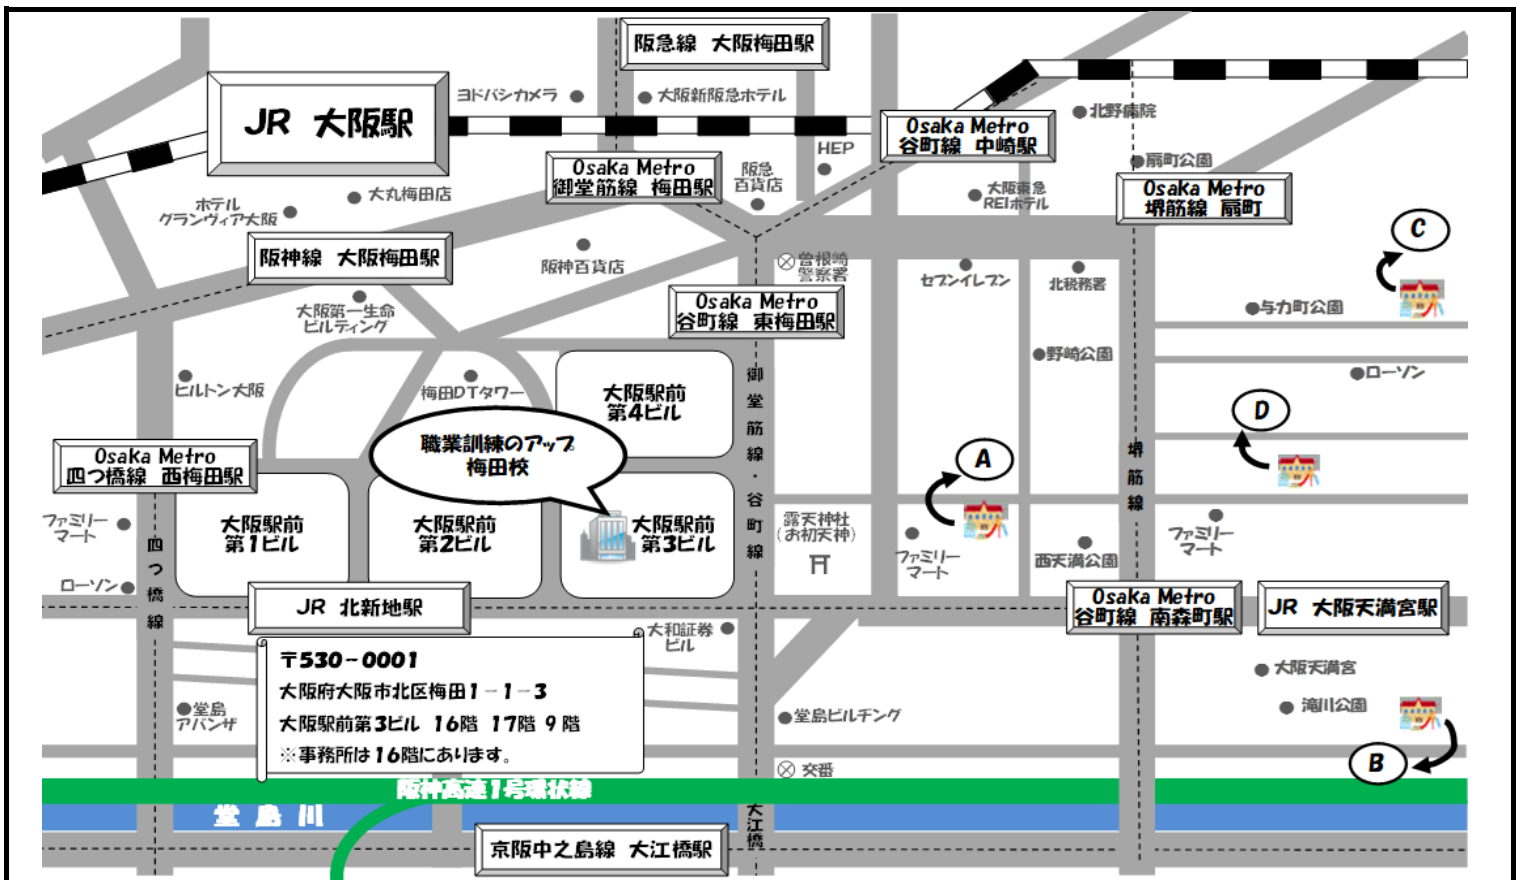 阪急線 大阪梅田駅
ヨドバシカメラ
大阪新阪急ホテル
JR 大阪駅
北野病院
Osaka Metro
谷町線 中崎駅
HEP
Osaka Metro
御堂筋線 梅田駅
阪急
百貨店
扇町公園
大丸梅田店
ホテル
グランヴィア大阪
大阪東急
REIホテル
Osaka Metro
堺筋線 扇町
C
阪神線 大阪梅田駅
阪神百貨店
曽根崎
警察署
セブンイレブン
北税務署
大阪第一生命
ビルディング
Osaka Metro
谷町線 東梅田駅
与力町公園
野崎公園
ローソン
ヒルトン大阪
梅田DTタワー
大阪駅前
第4ビル
御堂筋線・谷町線
D
職業訓練のアップ
梅田校
A
堺筋線
Osaka Metro
四つ橋線 西梅田駅
ファミリー
マート
大阪駅前
第1ビル
大阪駅前
第2ビル
大阪駅前
第3ビル
露天神社
(お初天神)
ファミリー
マート
西天満公園
ファミリー
マート
四つ橋線
ローソン
JR 北新地駅
Osaka Metro
谷町線 南森町駅
JR 大阪天満宮駅
大和証券
ビル
〒530-0001
大阪府大阪市北区梅田1-1-3
大阪駅前第3ビル 16階 17階 9階
※事務所は16階にあります。
大阪天満宮
滝川公園
堂島
アバンザ
堂島ビルヂング
B
交番
阪神高速1号環状線
堂島川
大江橋
京阪中之島線 大江橋駅